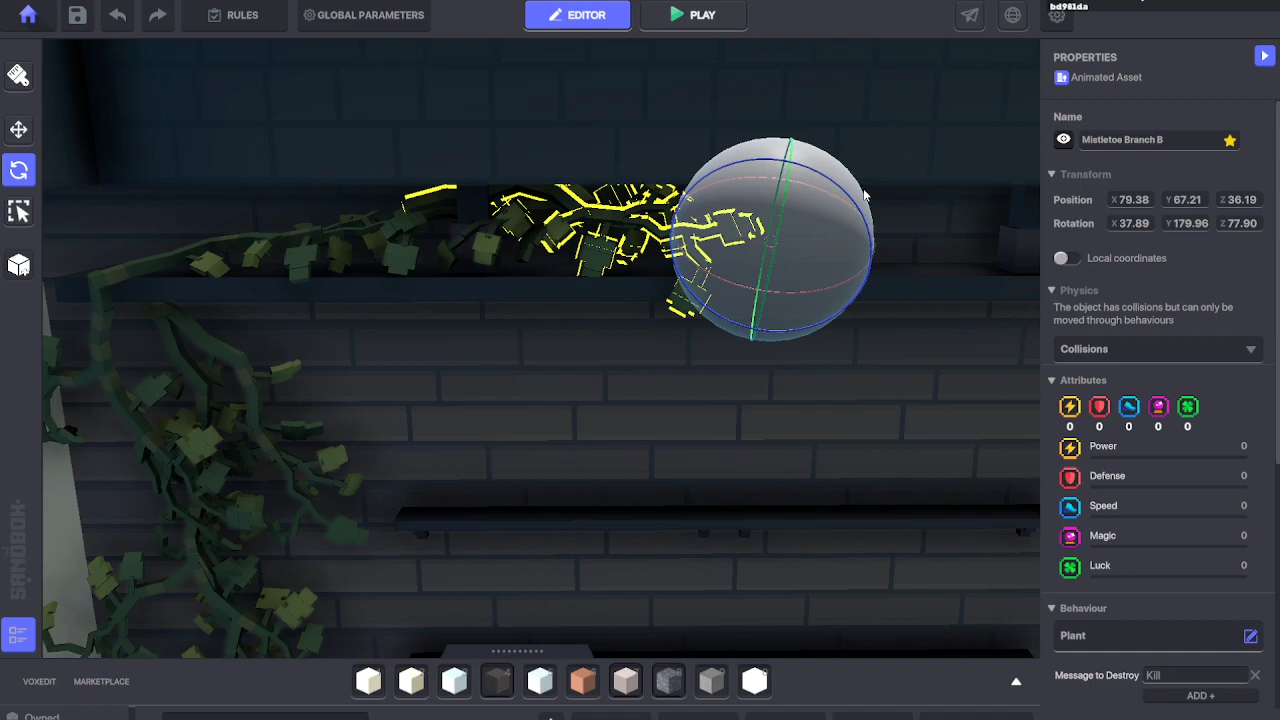 bd981da
RULES
GLOBAL PARAMETERS
EDITOR
PLAY
PROPERTIES
Animated Asset
Name
Mistletoe Branch B
Transform
Position X 79.38 Y 67.21 Z 36.19
Rotation X 37.89 Y 179.96 Z 77.90
Local coordinates
Physics
The object has collisions but can only be
moved through behaviours
Collisions
Attributes
0 0 0 0 0
Power 0
Defense 0
Speed 0
Magic 0
Luck 0
Behaviour
Plant
Message to Destroy Kill
ADD +
THE SANDBOX
VOXEDIT
MARKETPLACE
Owned